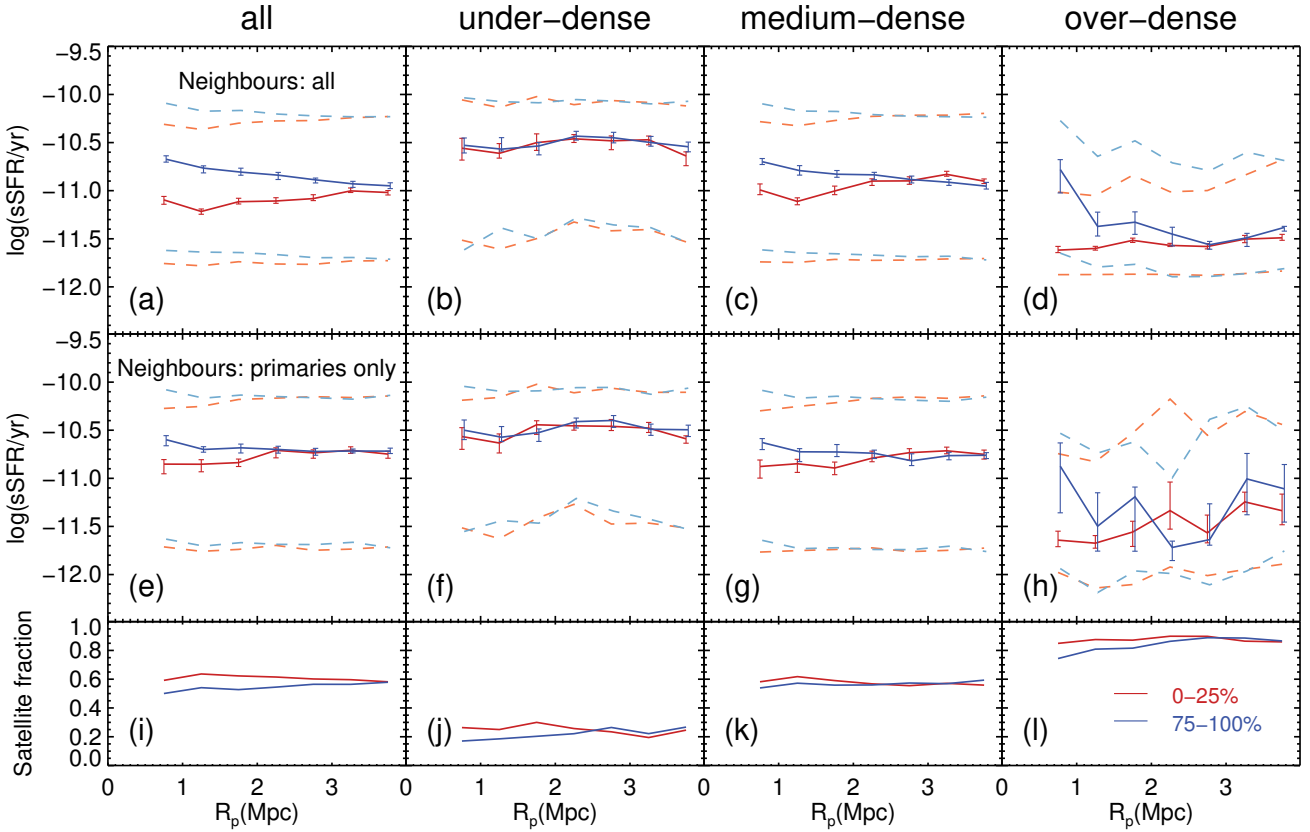 all under−dense medium−dense over−dense
−9.5
Neighbours: all
−10.0
−10.5
log(sSFR/yr)
−11.0
−11.5
−12.0
(a) (b) (c) (d)
−9.5
Neighbours: primaries only
−10.0
−10.5
log(sSFR/yr)
−11.0
−11.5
−12.0
(e) (f) (g) (h)
1.0
0.8
0.6
0.4
0.2
0.0
Satellite fraction
0−25%
75−100%
(i) (j) (k) (l)
0 1 2 3 0 1 2 3 0 1 2 3 0 1 2 3
Rp(Mpc) Rp(Mpc) Rp(Mpc) Rp(Mpc)